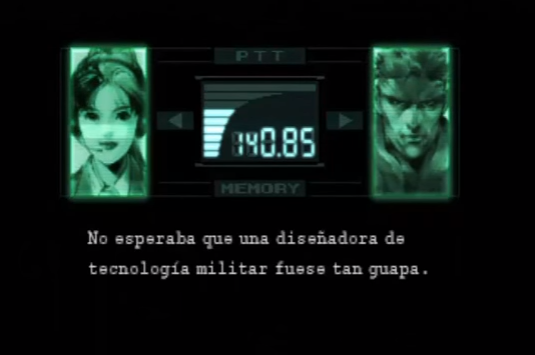 PTT
140.85
MEMORY
No esperaba que una diseñadora de
tecnología militar fuese tan guapa.